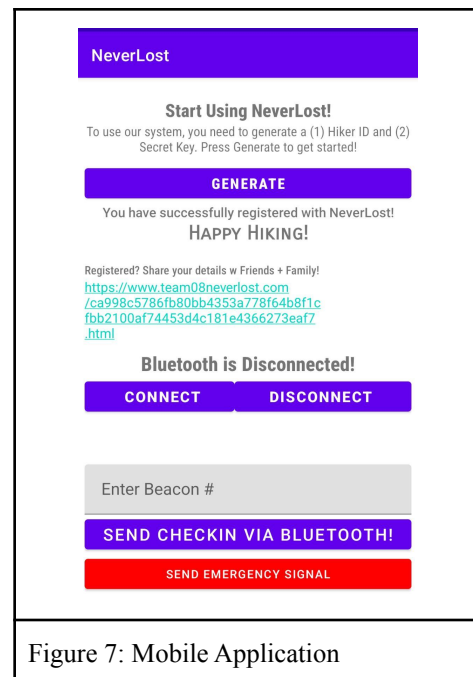 NeverLost
Start Using NeverLost!
To use our system, you need to generate a (1) Hiker ID and (2)
Secret Key. Press Generate to get started!
GENERATE
You have successfully registered with NeverLost!
HAPPY HIKING!
Registered? Share your details w Friends + Family!
https://www.team08neverlost.com
/ca998c5786fb80bb4353a778f64b8f1c
fbb2100af74453d4c181e4366273eaf7
.html
Bluetooth is Disconnected!
CONNECT DISCONNECT
Enter Beacon #
SEND CHECKIN VIA BLUETOOTH!
SEND EMERGENCY SIGNAL
Figure 7: Mobile Application